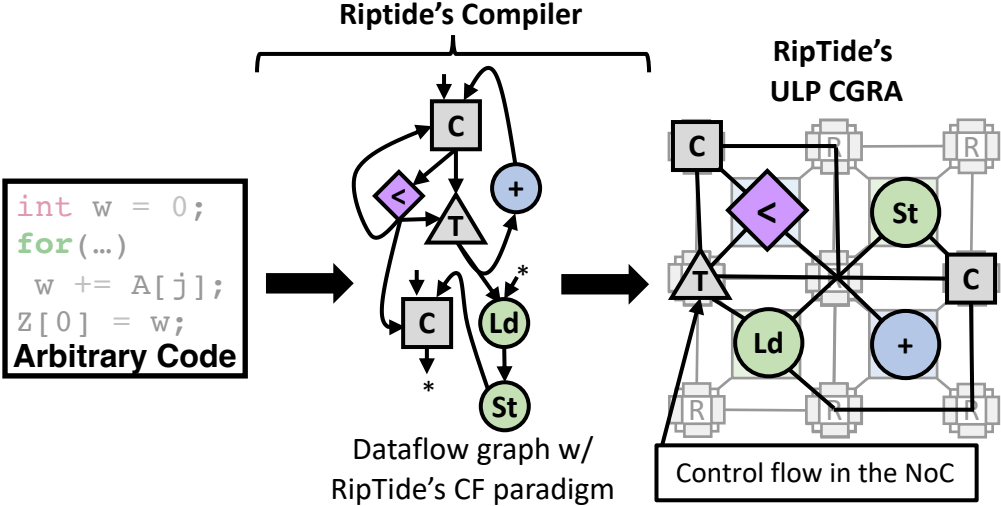 Riptide's Compiler
RipTide's
ULP CGRA
int w = 0;
for(…)
w += A[j];
Z[0] = w;
Arbitrary Code
C
<
T
+
*
C
Ld
*
St
Dataflow graph w/
RipTide's CF paradigm
C
R
R
<
St
T
C
Ld
+
R
R
R
Control flow in the NoC